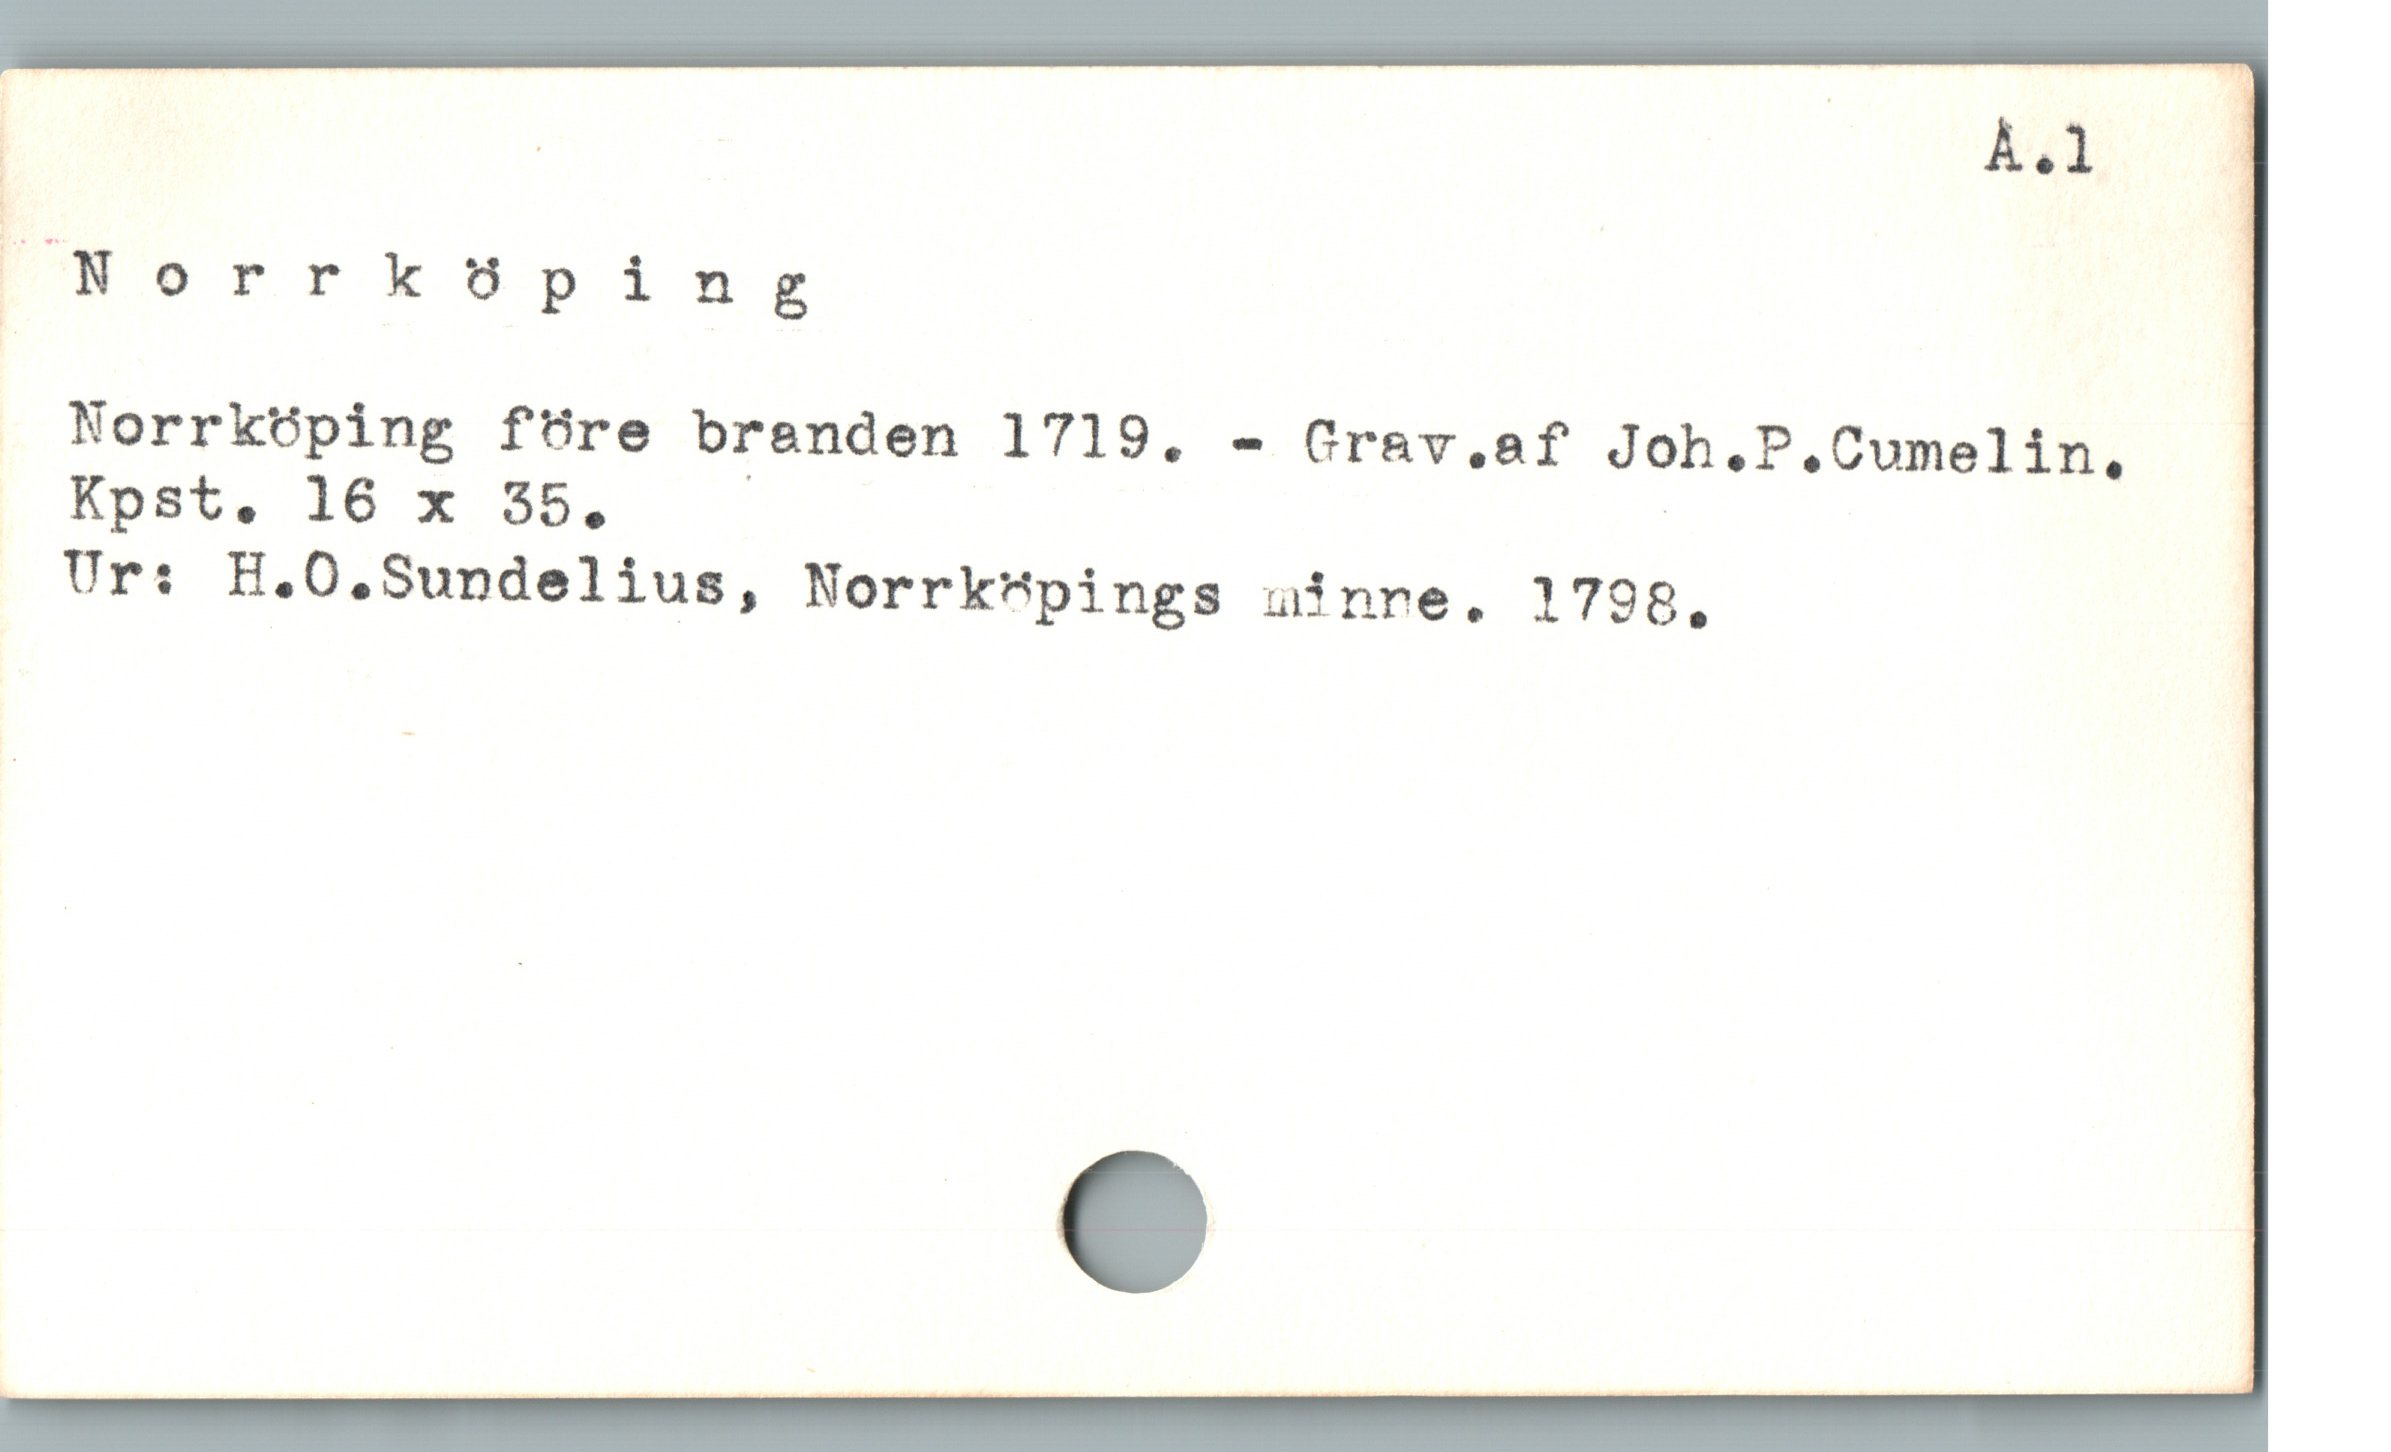 A.1
N o r r k ö p i n g
Norrköping före branden 1719. - Grav.af Joh.P.Cumelin.
Kpst. 16 x 35.
Ur: H.O.Sundelius, Norrköpings minne. 1798.